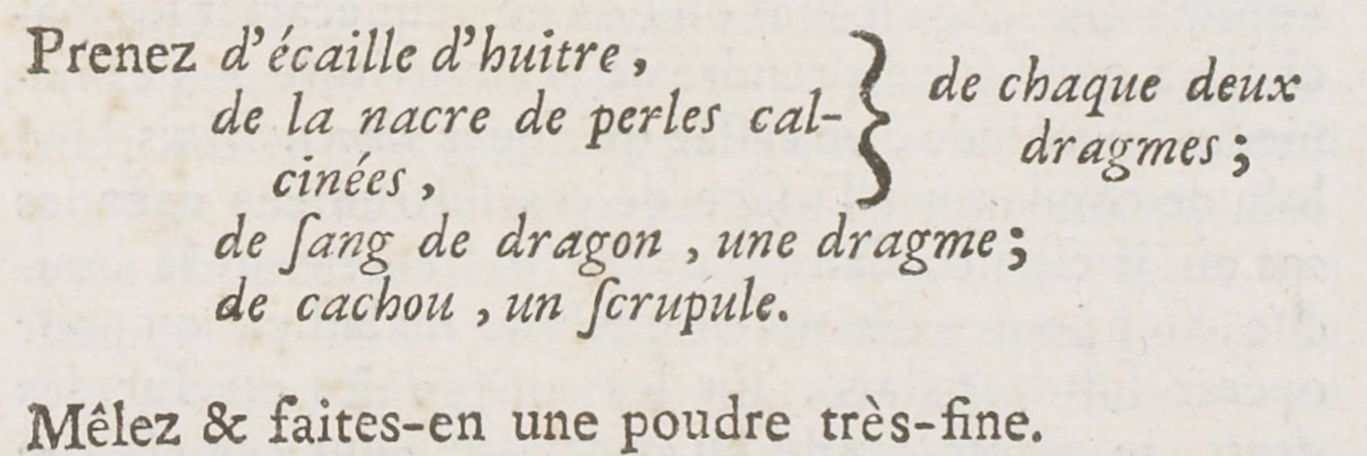 Prenez d'écaille d'huitre,
de la nacre de perles cal-
cinées,
de chaque deux
dragmes;
de ſang de dragon, une dragme;
de cachou, un ſcrupule.
Mêlez & faites-en une poudre très-fine.